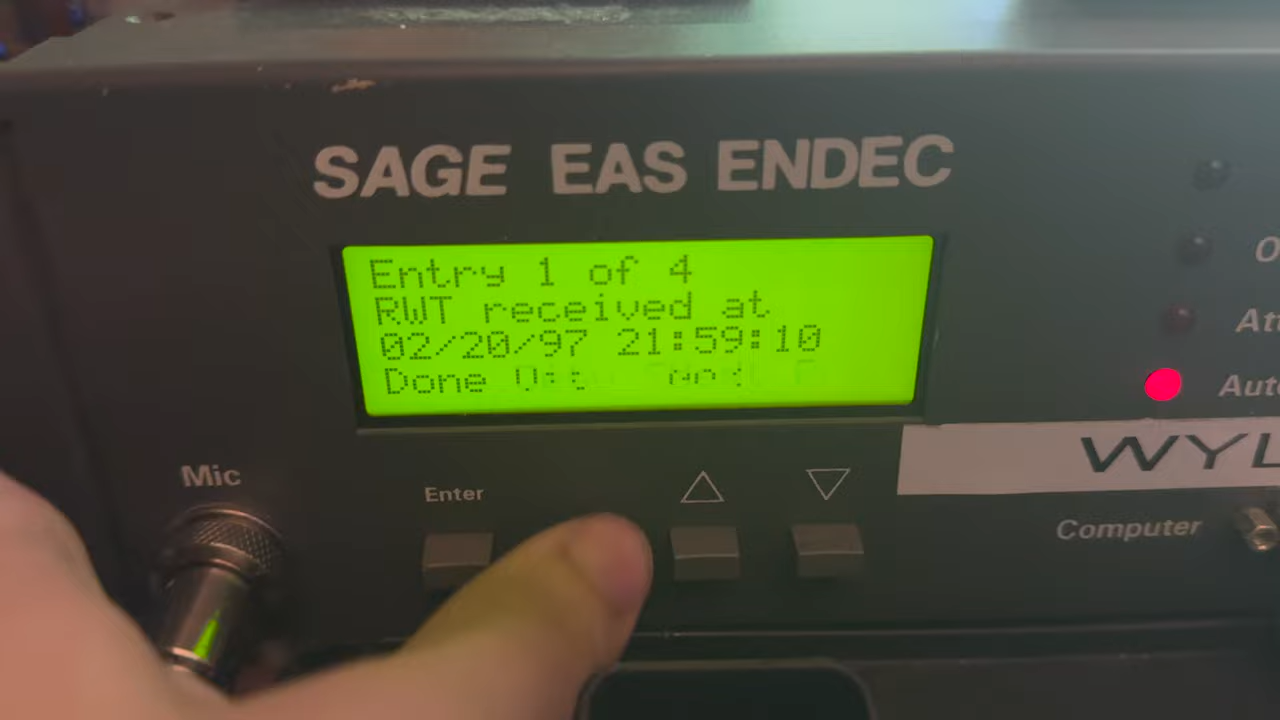 SAGE EAS ENDEC
Entry 1 of 4
RWT received at
02/20/97 21:59:10
Done
Mic
Enter
Computer